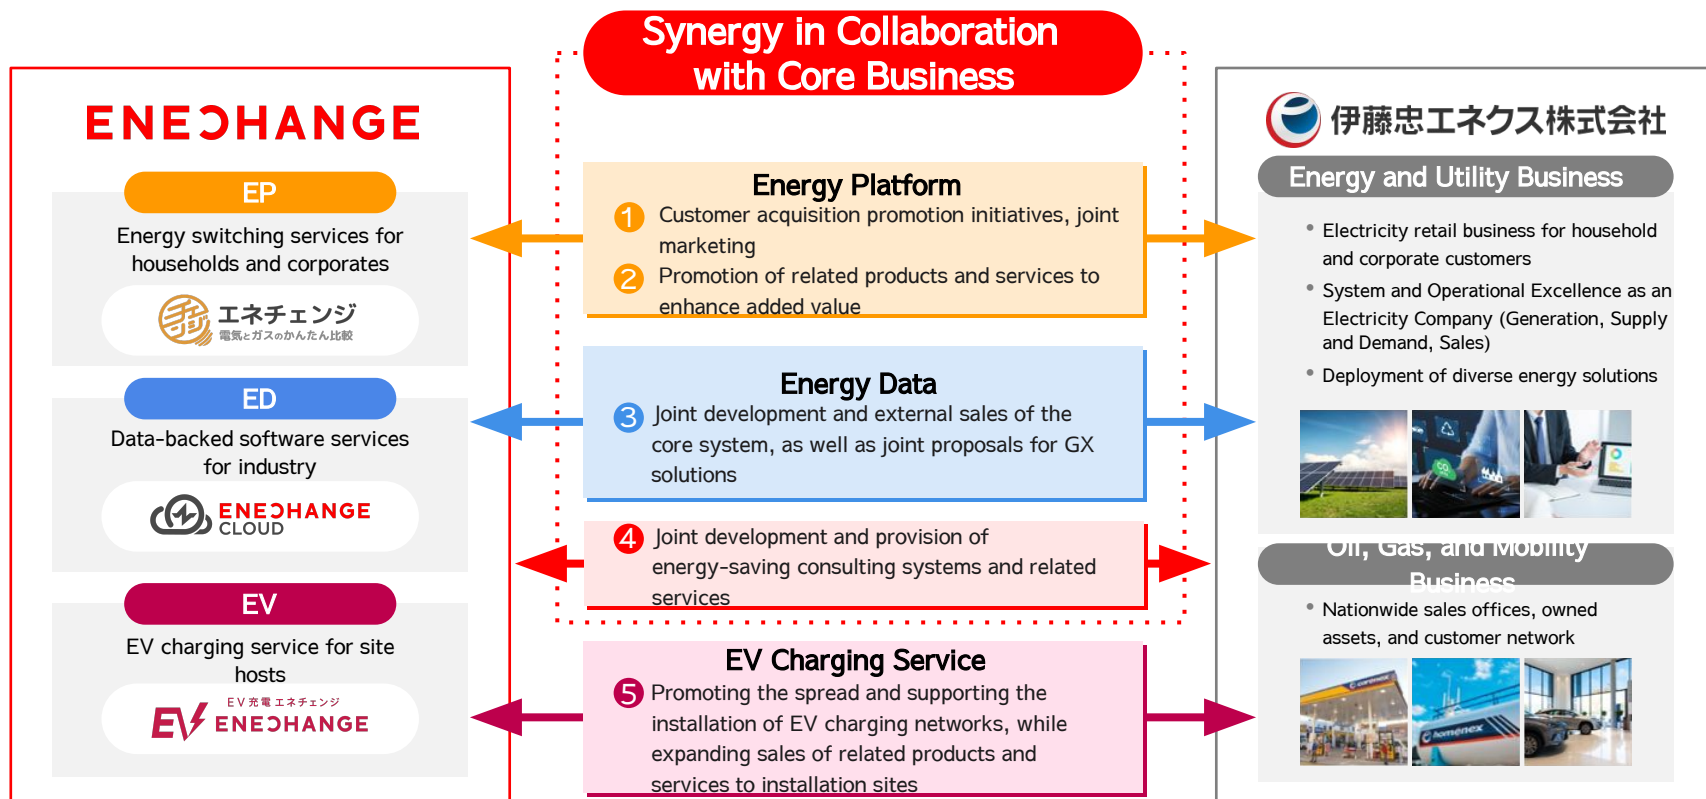 Synergy in Collaboration
with Core Business
ENECHANGE
EP
Energy switching services for
households and corporates
エネチェンジ
電気とガスのかんたん比較
ED
Data-backed software services
for industry
ENECHANGE
CLOUD
EV
EV charging service for site
hosts
EV充電 エネチェンジ
EV ENECHANGE
Energy Platform
1 Customer acquisition promotion initiatives, joint
marketing
2 Promotion of related products and services to
enhance added value
Energy Data
3 Joint development and external sales of the
core system, as well as joint proposals for GX
solutions
4 Joint development and provision of
energy-saving consulting systems and related
services
EV Charging Service
5 Promoting the spread and supporting the
installation of EV charging networks, while
expanding sales of related products and
services to installation sites
伊藤忠エネクス株式会社
Energy and Utility Business
• Electricity retail business for household
and corporate customers
• System and Operational Excellence as an
Electricity Company (Generation, Supply
and Demand, Sales)
• Deployment of diverse energy solutions
Oil, Gas, and Mobility
Business
• Nationwide sales offices, owned
assets, and customer network
carenex
homenex